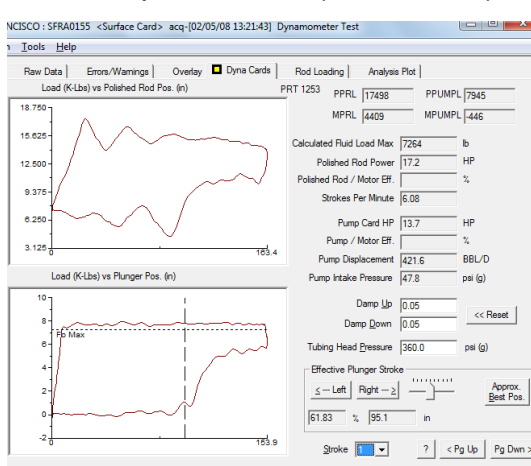 NCISCO : SFRA0155 <Surface Card> acq-[02/05/08 13:21:43] Dynamometer Test
n Tools Help
Raw Data Errors/Warnings Overlay Dyna Cards Rod Loading Analysis Plot
Load (K-Lbs) vs Polished Rod Pos. (in)
PRT 1253 PPRL 17498 PPUMPL 7945
MPRL 4409 MPUMPL -446
18.750
15.625
12.500
9.375
6.250
3.125
0 163.4
Calculated Fluid Load Max 7264 lb
Polished Rod Power 17.2 HP
Polished Rod / Motor Eff. %
Strokes Per Minute 6.08
Pump Card HP 13.7 HP
Pump / Motor Eff. %
Pump Displacement 421.6 BBL/D
Pump Intake Pressure 47.8 psi (g)
Load (K-Lbs) vs Plunger Pos. (in)
10
8
Fo Max
6
4
2
0
-2
0 153.9
Damp Up 0.05
Damp Down 0.05
<< Reset
Tubing Head Pressure 360.0 psi (g)
Effective Plunger Stroke
< --- Left Right --- >
Approx. Best Pos.
61.83 % 95.1 in
Stroke 1 ? < Pg Up Pg Dwn >